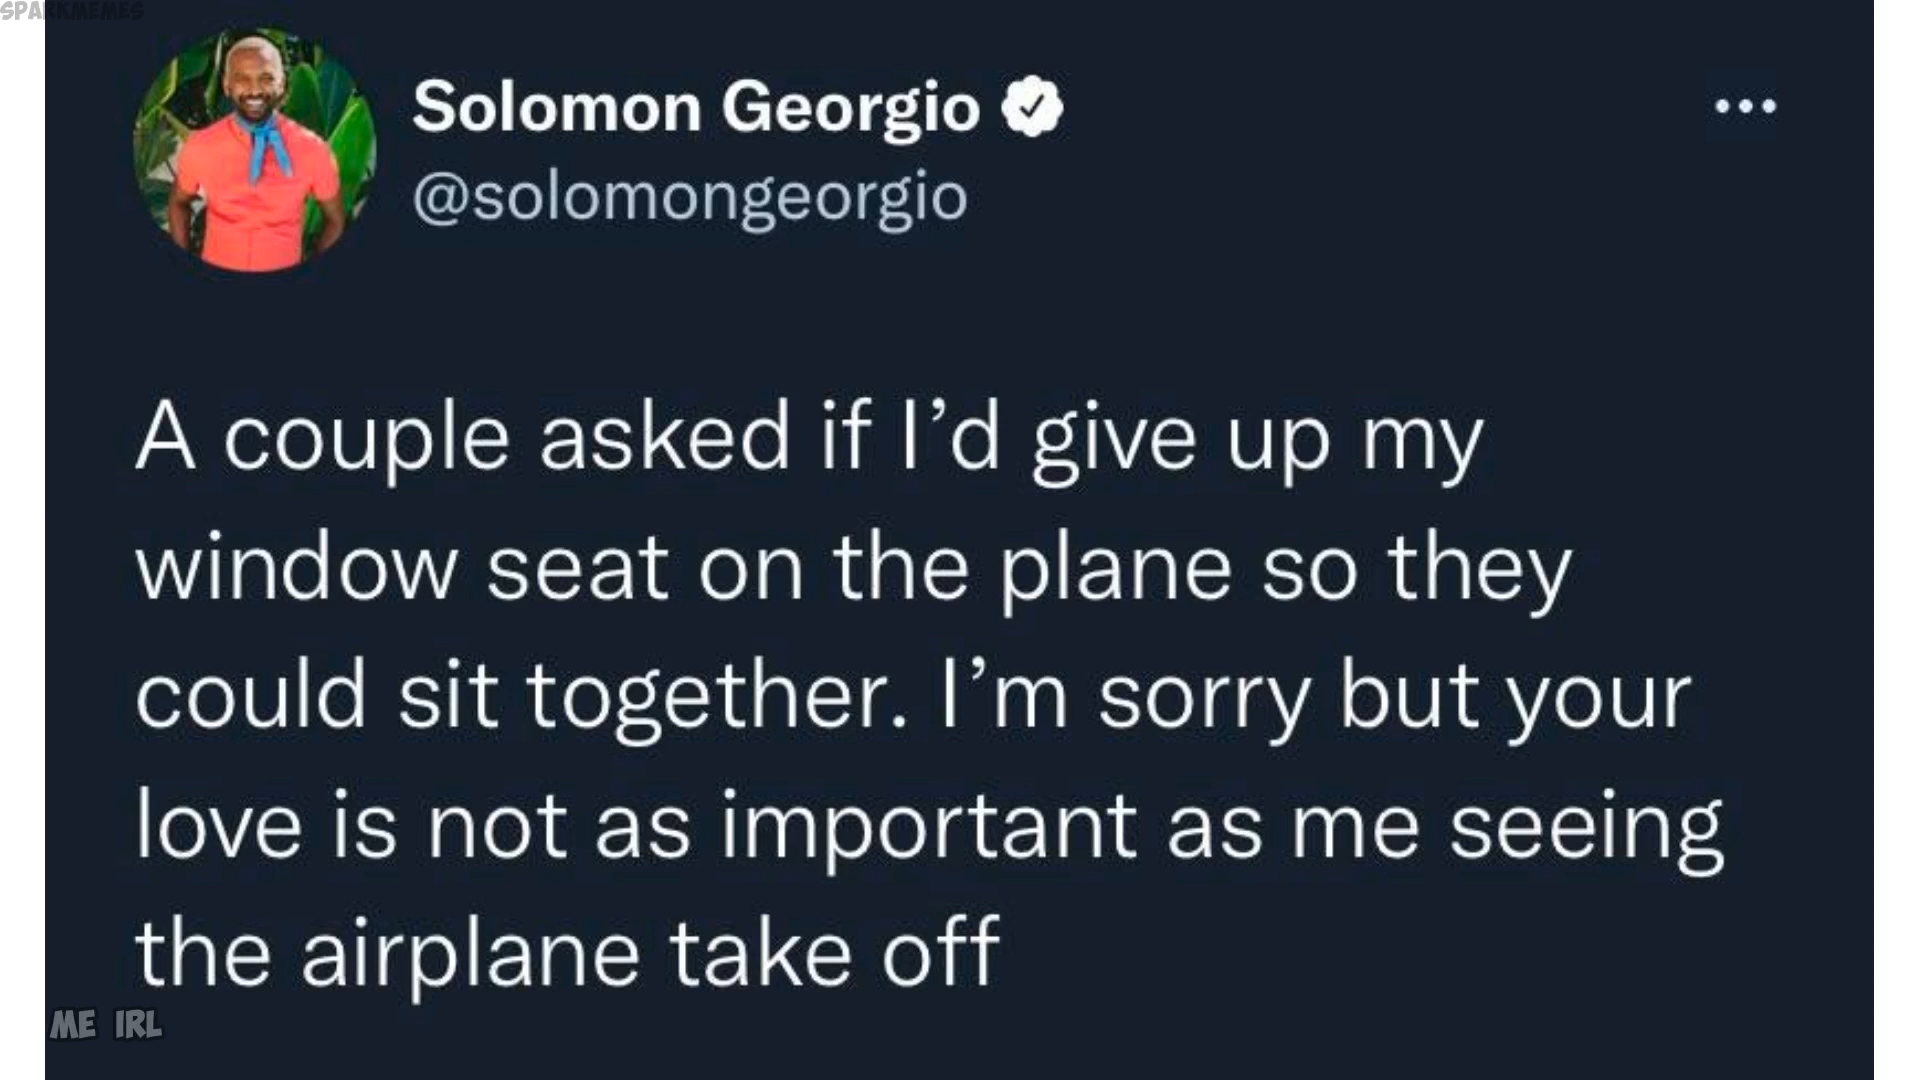 SPARKMEMES
Solomon Georgio
@solomongeorgio
A couple asked if I’d give up my
window seat on the plane so they
could sit together. I’m sorry but your
love is not as important as me seeing
the airplane take off
ME IRL